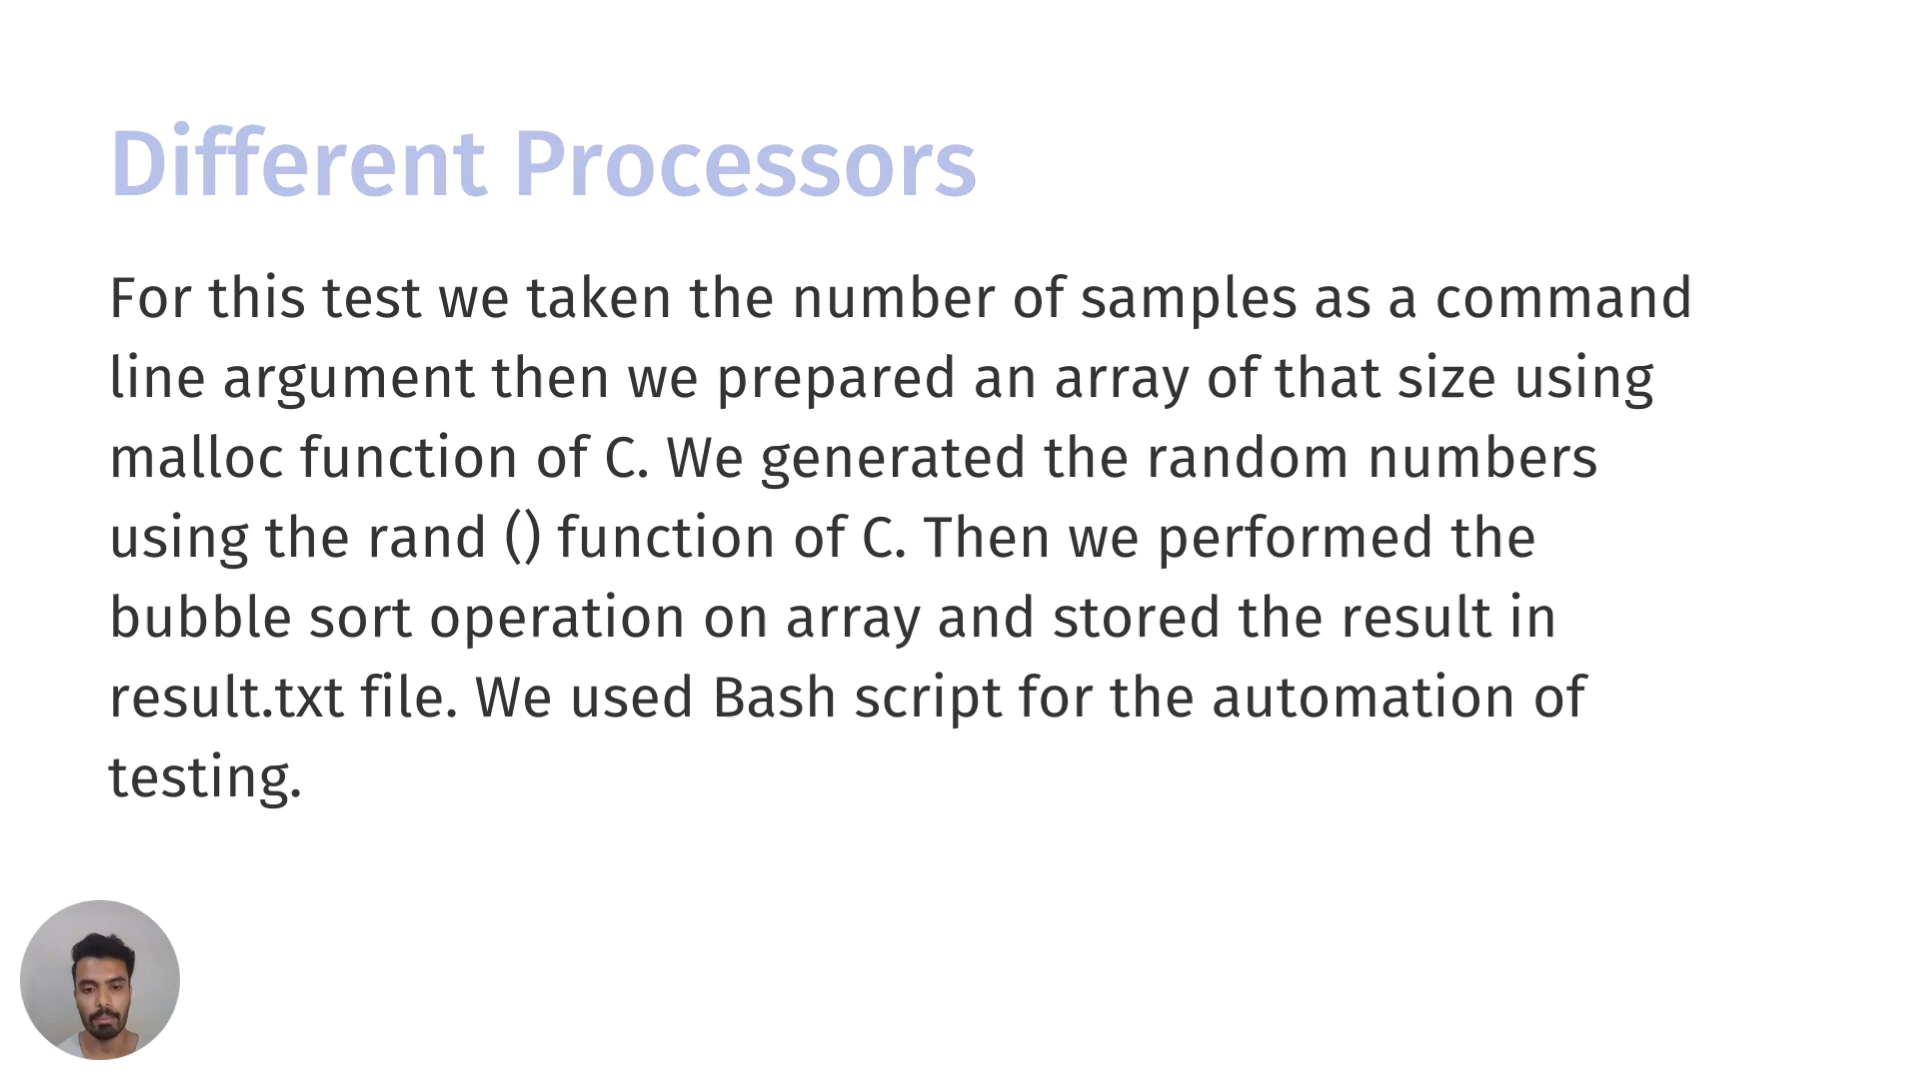 Different Processors
For this test we taken the number of samples as a command
line argument then we prepared an array of that size using
malloc function of C. We generated the random numbers
using the rand () function of C. Then we performed the
bubble sort operation on array and stored the result in
result.txt file. We used Bash script for the automation of
testing.